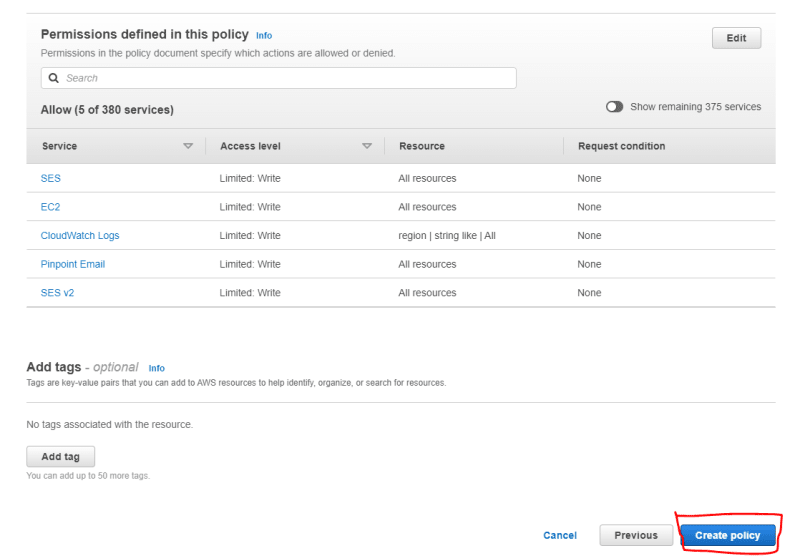 Permissions defined in this policy Info
Edit
Permissions in the policy document specify which actions are allowed or denied.
Search
Allow (5 of 380 services)
Show remaining 375 services
Service Access level Resource Request condition
SES Limited: Write All resources None
EC2 Limited: Write All resources None
CloudWatch Logs Limited: Write region | string like | All None
Pinpoint Email Limited: Write All resources None
SES v2 Limited: Write All resources None
Add tags - optional Info
Tags are key-value pairs that you can add to AWS resources to help identify, organize, or search for resources.
No tags associated with the resource.
Add tag
You can add up to 50 more tags.
Cancel Previous Create policy